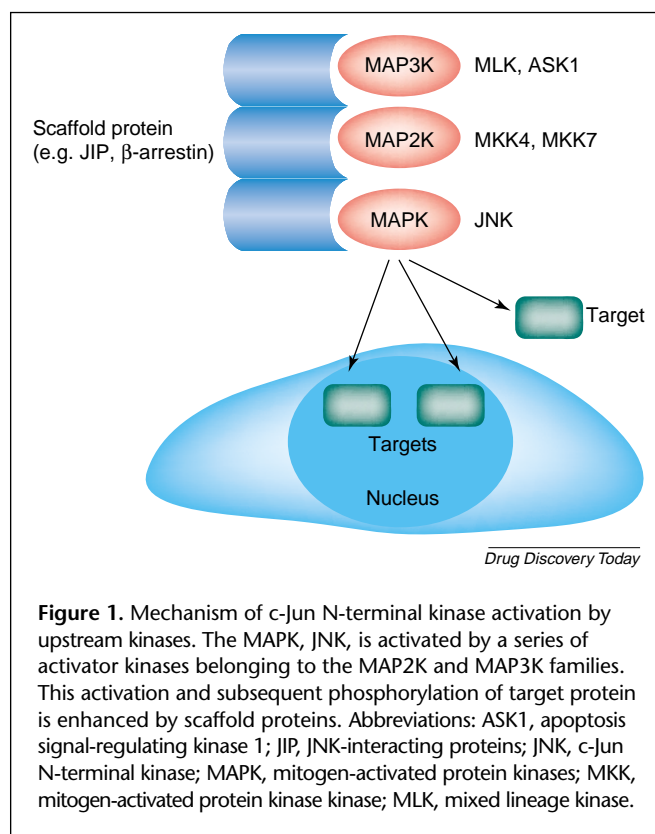 MAP3K MLK, ASK1
Scaffold protein
(e.g. JIP, β-arrestin)
MAP2K MKK4, MKK7
MAPK JNK
Target
Targets
Nucleus
Drug Discovery Today
Figure 1. Mechanism of c-Jun N-terminal kinase activation by
upstream kinases. The MAPK, JNK, is activated by a series of
activator kinases belonging to the MAP2K and MAP3K families.
This activation and subsequent phosphorylation of target protein
is enhanced by scaffold proteins. Abbreviations: ASK1, apoptosis
signal-regulating kinase 1; JIP, JNK-interacting proteins; JNK, c-Jun
N-terminal kinase; MAPK, mitogen-activated protein kinases; MKK,
mitogen-activated protein kinase kinase; MLK, mixed lineage kinase.